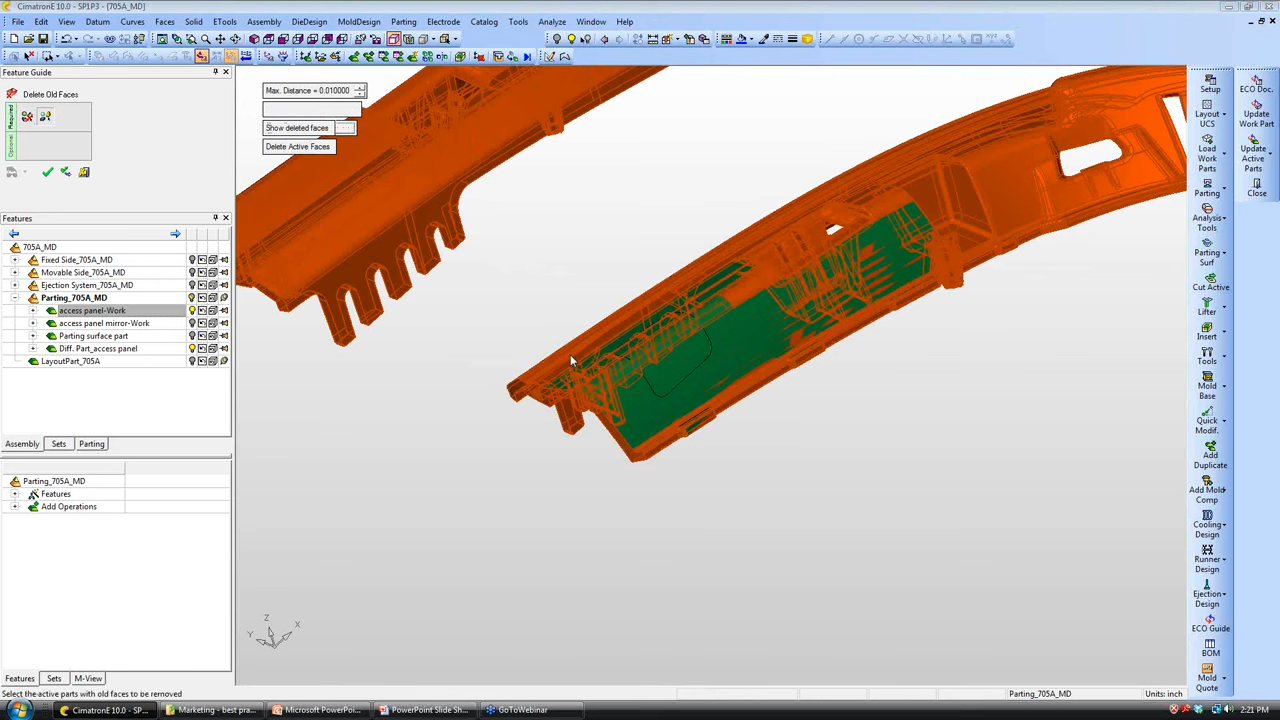 CimatronE 10.0 - SP1P3 - [705A_MD]
File Edit View Datum Curves Faces Solid ETools Assembly DieDesign MoldDesign Parting Electrode Catalog Tools Analyze Window Help
Feature Guide
Delete Old Faces
Required
Optional
Max. Distance = 0.010000
Show deleted faces
Delete Active Faces
Features
705A_MD
Fixed Side_705A_MD
Movable Side_705A_MD
Ejection System_705A_MD
Parting_705A_MD
access panel-Work
access panel mirror-Work
Parting surface part
Diff. Part_access panel
LayoutPart_705A
Assembly Sets Parting
Parting_705A_MD
Features
Add Operations
Features Sets M-View
Z
Y
X
Setup
Layout UCS
Load Work Parts
Parting
Analysis Tools
Parting Surf
Cut Active
Lifter
Insert
Tools
Mold Base
Quick Modif.
Add Duplicate
Add Mold Comp
Cooling Design
Runner Design
Ejection Design
ECO Guide
BOM
Mold Quote
ECO Doc.
Update Work Part
Update Active Parts
Close
Select the active parts with old faces to be removed
Parting_705A_MD
Units: inch
CimatronE 10.0 - SP...
Marketing - best pra...
Microsoft PowerPoi...
PowerPoint Slide Sh...
GoToWebinar
2:21 PM